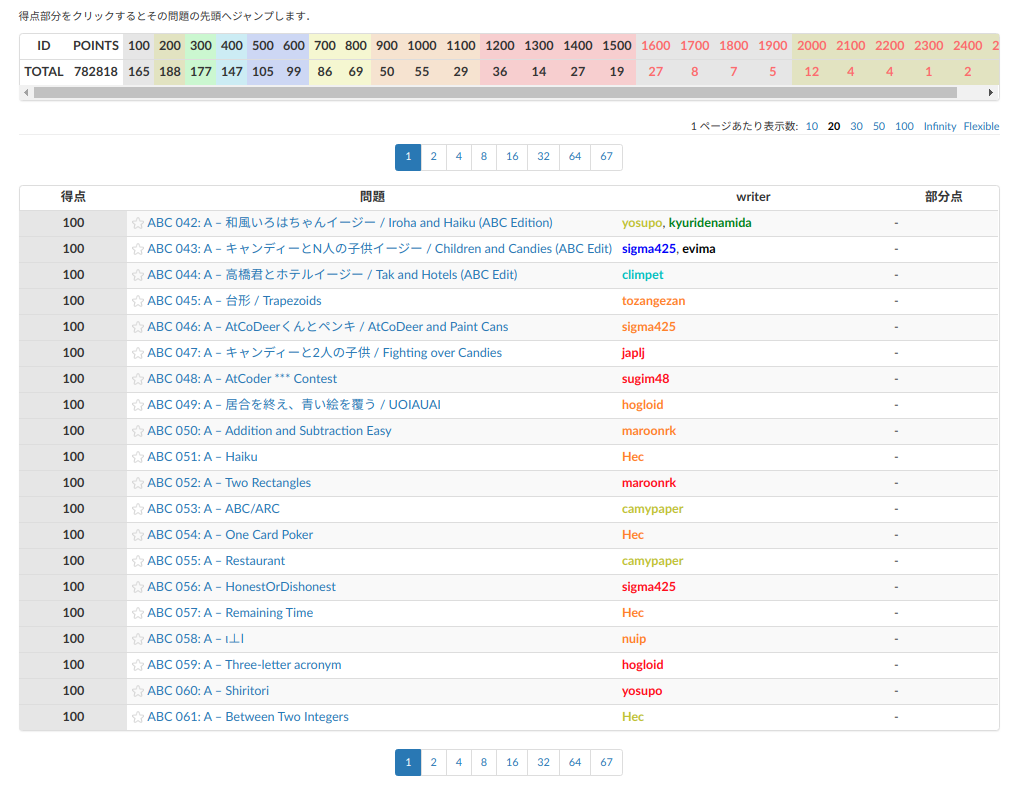 得点部分をクリックするとその問題の先頭へジャンプします.
ID POINTS 100 200 300 400 500 600 700 800 900 1000 1100 1200 1300 1400 1500 1600 1700 1800 1900 2000 2100 2200 2300 2400 2
TOTAL 782818 165 188 177 147 105 99 86 69 50 55 29 36 14 27 19 27 8 7 5 12 4 4 1 2
1 ページあたり表示数: 10 20 30 50 100 Infinity Flexible
1 2 4 8 16 32 64 67
得点 問題 writer 部分点
100 ABC 042: A – 和風いろはちゃんイージー / Iroha and Haiku (ABC Edition) yosupo, kyuridenamida -
100 ABC 043: A – キャンディーとN人の子供イージー / Children and Candies (ABC Edit) sigma425, evima -
100 ABC 044: A – 高橋君とホテルイージー / Tak and Hotels (ABC Edit) climpet -
100 ABC 045: A – 台形 / Trapezoids tozangezan -
100 ABC 046: A – AtCoDeerくんとペンキ / AtCoDeer and Paint Cans sigma425 -
100 ABC 047: A – キャンディーと2人の子供 / Fighting over Candies japlj -
100 ABC 048: A – AtCoder *** Contest sugim48 -
100 ABC 049: A – 居合を終え、青い絵を覆う / UOIAUAI hogloid -
100 ABC 050: A – Addition and Subtraction Easy maroonrk -
100 ABC 051: A – Haiku Hec -
100 ABC 052: A – Two Rectangles maroonrk -
100 ABC 053: A – ABC/ARC camypaper -
100 ABC 054: A – One Card Poker Hec -
100 ABC 055: A – Restaurant camypaper -
100 ABC 056: A – HonestOrDishonest sigma425 -
100 ABC 057: A – Remaining Time Hec -
100 ABC 058: A – ι⊥l nuip -
100 ABC 059: A – Three-letter acronym hogloid -
100 ABC 060: A – Shiritori yosupo -
100 ABC 061: A – Between Two Integers Hec -
1 2 4 8 16 32 64 67